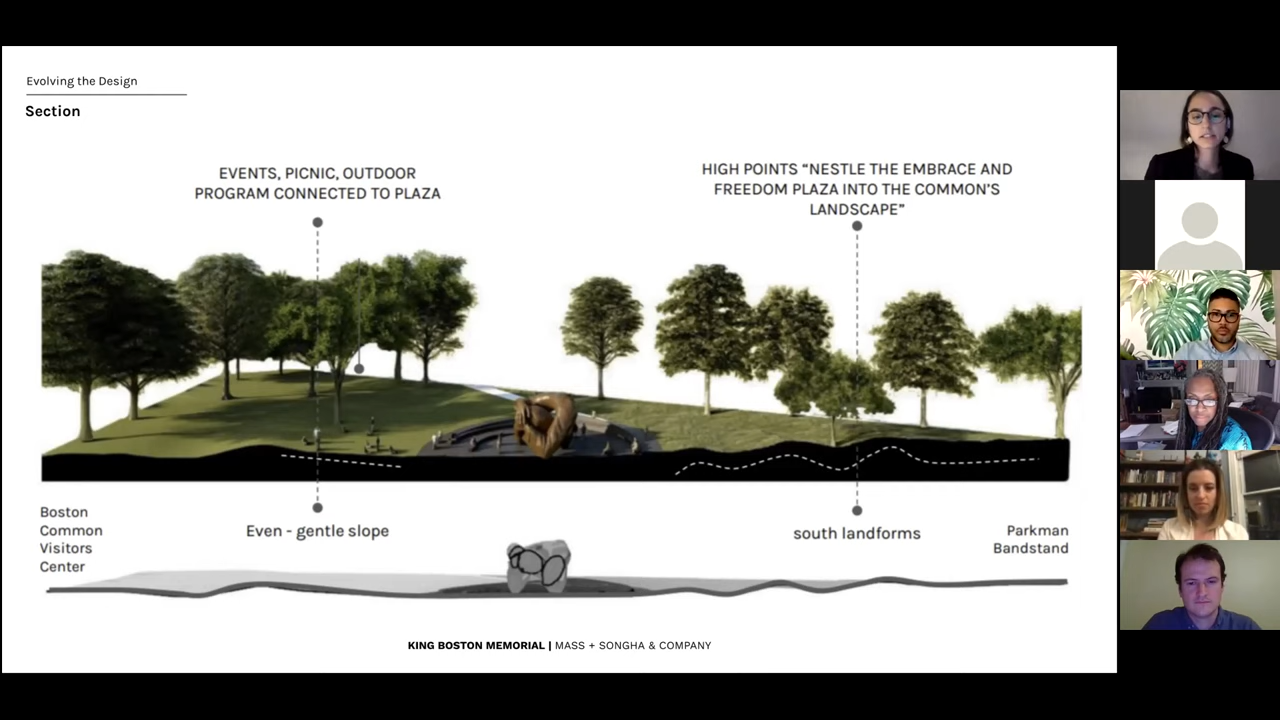 Evolving the Design
Section
EVENTS, PICNIC, OUTDOOR
PROGRAM CONNECTED TO PLAZA
HIGH POINTS “NESTLE THE EMBRACE AND
FREEDOM PLAZA INTO THE COMMON’S
LANDSCAPE”
Boston
Common
Visitors
Center
Even - gentle slope
south landforms
Parkman
Bandstand
KING BOSTON MEMORIAL | MASS + SONGHA & COMPANY